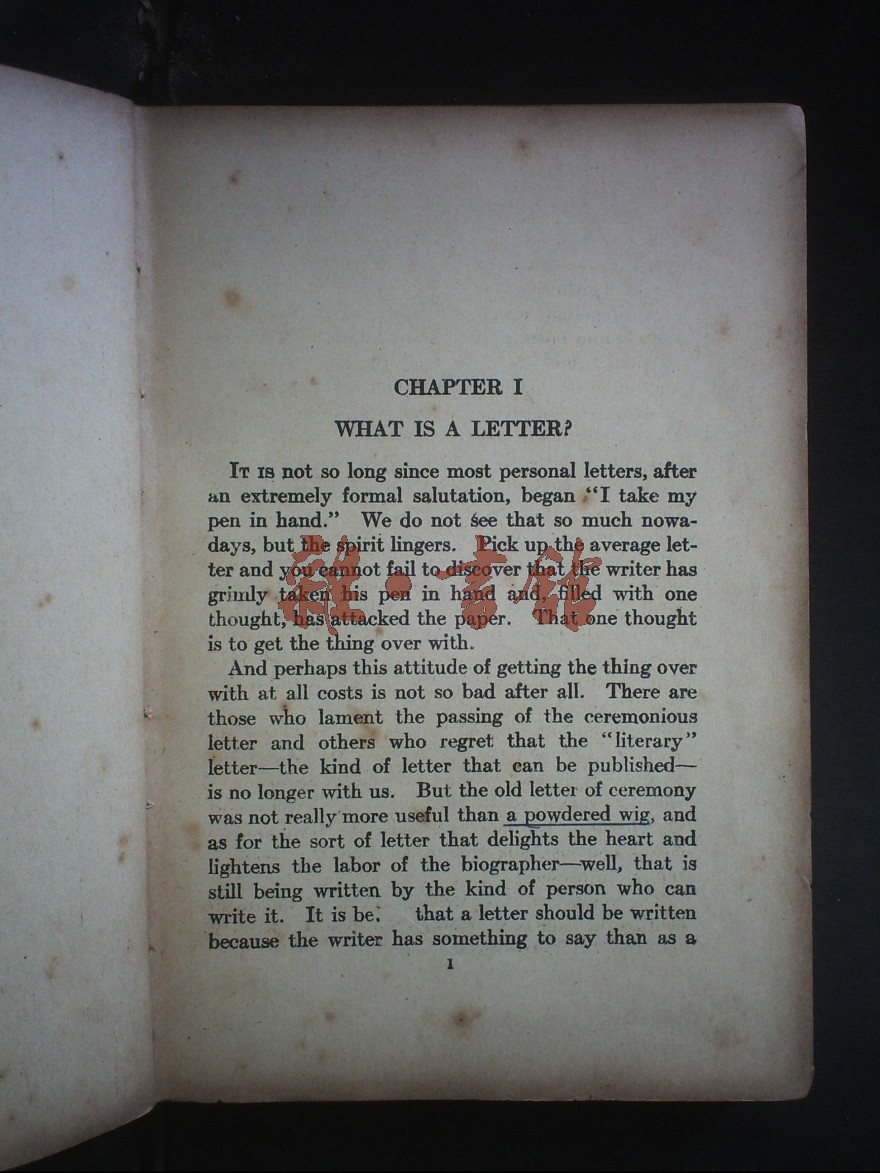 CHAPTER I
WHAT IS A LETTER?
IT IS not so long since most personal letters, after
an extremely formal salutation, began “I take my
pen in hand.” We do not see that so much nowa-
days, but the spirit lingers. Pick up the average let-
ter and you cannot fail to discover that the writer has
grimly taken his pen in hand and, filled with one
thought, has attacked the paper. That one thought
is to get the thing over with.
And perhaps this attitude of getting the thing over
with at all costs is not so bad after all. There are
those who lament the passing of the ceremonious
letter and others who regret that the “literary”
letter—the kind of letter that can be published—
is no longer with us. But the old letter of ceremony
was not really more useful than a powdered wig, and
as for the sort of letter that delights the heart and
lightens the labor of the biographer—well, that is
still being written by the kind of person who can
write it. It is be that a letter should be written
because the writer has something to say than as a
1